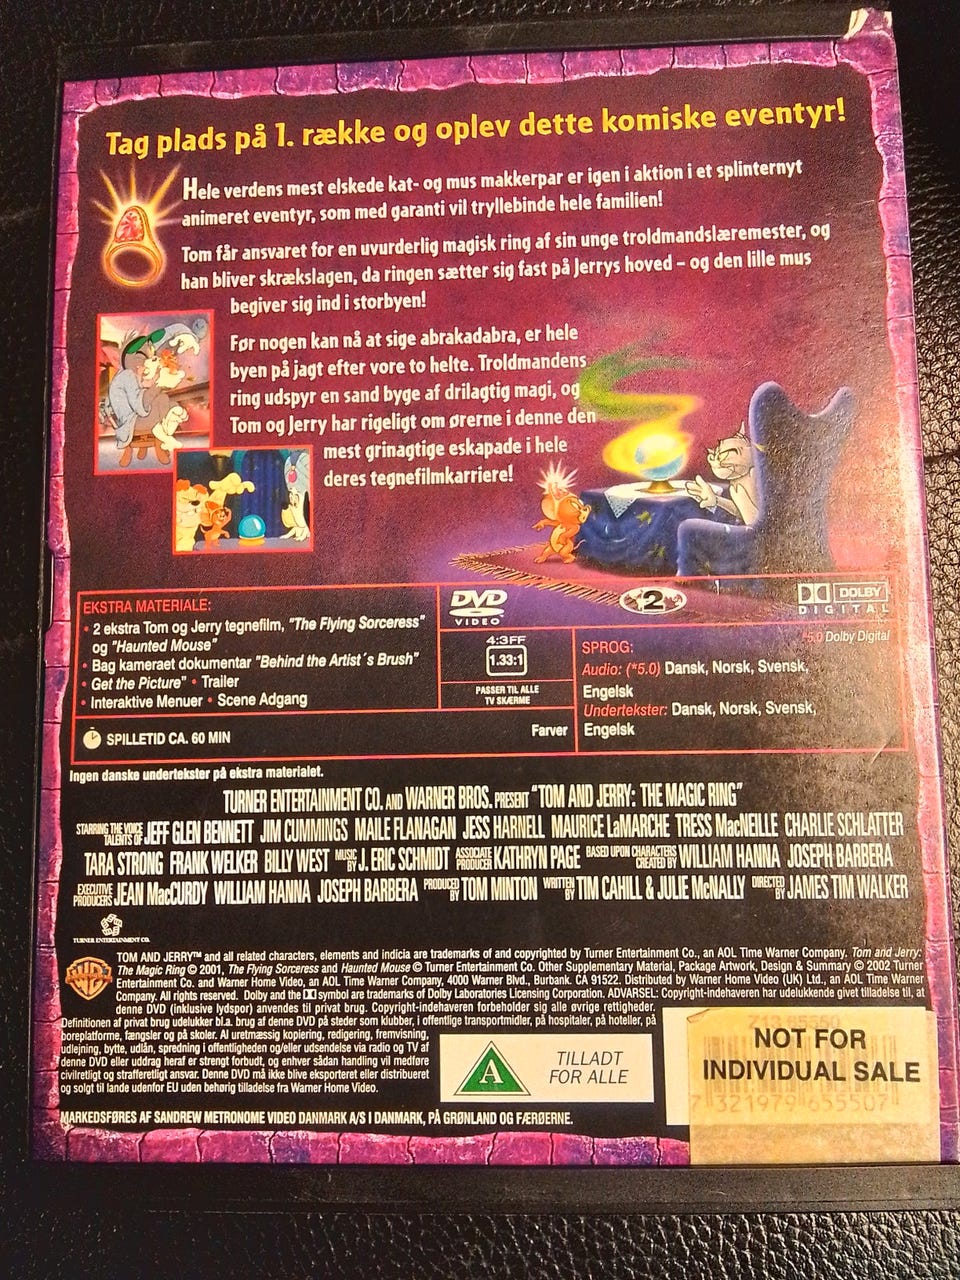 Tag plads på 1. række og oplev dette komiske eventyr!
Hele verdens mest elskede kat- og mus makkerpar er igen i aktion i et splinternyt
animeret eventyr, som med garanti vil tryllebinde hele familien!
Tom får ansvaret for en uvurderlig magisk ring af sin unge troldmandslæremester, og
han bliver skrækslagen, da ringen sætter sig fast på Jerrys hoved – og den lille mus
begiver sig ind i storbyen!
Før nogen kan nå at sige abrakadabra, er hele
byen på jagt efter vore to helte. Troldmandens
ring udspyr en sand byge af drilagtig magi, og
Tom og Jerry har rigeligt om ørerne i denne den
mest grinagtige eskapade i hele
deres tegnefilmkarriere!
EKSTRA MATERIALE:
• 2 ekstra Tom og Jerry tegnefilm, "The Flying Sorceress"
og "Haunted Mouse"
• Bag kameraet dokumentar "Behind the Artist´s Brush"
• Get the Picture" • Trailer
• Interaktive Menuer • Scene Adgang
SPILLETID CA. 60 MIN
Farver
DVD
VIDEO
4:3FF
1.33:1
PASSER TIL ALLE
TV SKÆRME
2
DOLBY
DIGITAL
*5.0 Dolby Digital
SPROG:
Audio: (*5.0) Dansk, Norsk, Svensk,
Engelsk
Undertekster: Dansk, Norsk, Svensk,
Engelsk
Ingen danske undertekster på ekstra materialet.
TURNER ENTERTAINMENT CO. AND WARNER BROS. PRESENT "TOM AND JERRY: THE MAGIC RING"
STARRING THE VOICE TALENTS OF JEFF GLEN BENNETT JIM CUMMINGS MAILE FLANAGAN JESS HARNELL MAURICE LaMARCHE TRESS MacNEILLE CHARLIE SCHLATTER
TARA STRONG FRANK WELKER BILLY WEST MUSIC BY J. ERIC SCHMIDT ASSOCIATE PRODUCER KATHRYN PAGE BASED UPON CHARACTERS CREATED BY WILLIAM HANNA JOSEPH BARBERA
EXECUTIVE PRODUCERS JEAN MacCURDY WILLIAM HANNA JOSEPH BARBERA PRODUCED BY TOM MINTON WRITTEN BY TIM CAHILL & JULIE McNALLY DIRECTED BY JAMES TIM WALKER
TURNER ENTERTAINMENT CO.
WB
TOM AND JERRY™ and all related characters, elements and indicia are trademarks of and copyrighted by Turner Entertainment Co., an AOL Time Warner Company. Tom and Jerry:
The Magic Ring © 2001, The Flying Sorceress and Haunted Mouse © Turner Entertainment Co. Other Supplementary Material, Package Artwork, Design & Summary © 2002 Turner
Entertainment Co. and Warner Home Video, an AOL Time Warner Company, 4000 Warner Blvd., Burbank. CA 91522. Distributed by Warner Home Video (UK) Ltd., an AOL Time Warner
Company. All rights reserved. Dolby and the symbol are trademarks of Dolby Laboratories Licensing Corporation. ADVARSEL: Copyright-indehaveren har udelukkende givet tilladelse til, at
denne DVD (inklusive lydspor) anvendes til privat brug. Copyright-indehaveren forbeholder sig alle øvrige rettigheder.
Definitionen af privat brug udelukker bl.a. brug af denne DVD på steder som klubber, i offentlige transportmidler, på hospitaler, på hoteller, på
boreplatforme, fængsler og på skoler. Al uretmæssig kopiering, redigering, fremvisning,
udlejning, bytte, udlån, spredning i offentligheden og/eller udsendelse via radio og TV af
denne DVD eller uddrag heraf er strengt forbudt, og enhver sådan handling vil medføre
civilretligt og strafferetligt ansvar. Denne DVD må ikke blive eksporteret eller distribueret
og solgt til lande udenfor EU uden behørig tilladelse fra Warner Home Video.
MARKEDSFØRES AF SANDREW METRONOME VIDEO DANMARK A/S I DANMARK, PÅ GRØNLAND OG FÆRØERNE.
A
TILLADT
FOR ALLE
NOT FOR
INDIVIDUAL SALE
7 321979 655507